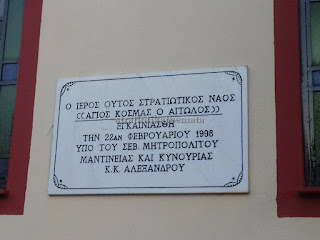 Ο ΙΕΡΟΣ ΟΥΤΟΣ ΣΤΡΑΤΙΩΤΙΚΟΣ ΝΑΟΣ
((ΑΓΙΟΣ ΚΟΣΜΑΣ Ο ΑΙΤΩΛΟΣ))
ΕΓΚΑΙΝΙΑΣΘΗ
ΤΗΝ 22ΑΝ ΦΕΒΡΟΥΑΡΙΟΥ 1998
ΥΠΟ ΤΟΥ ΣΕΒ. ΜΗΤΡΟΠΟΛΙΤΟΥ
ΜΑΝΤΙΝΕΙΑΣ ΚΑΙ ΚΥΝΟΥΡΙΑΣ
Κ.Κ. ΑΛΕΞΑΝΔΡΟΥ